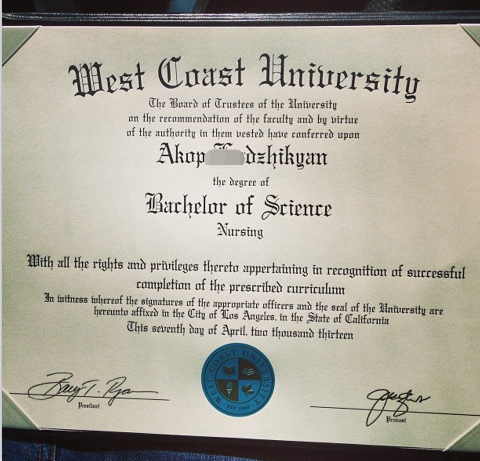 West Coast University
The Board of Trustees of the University
on the recommendation of the faculty and by virtue
of the authority in them vested have conferred upon
Akop dzhikyan
the degree of
Bachelor of Science
Nursing
With all the rights and privileges thereto appertaining in recognition of successful
completion of the prescribed curriculum
In witness whereof the signatures of the appropriate officers and the seal of the University are
hereunto affixed in the City of Los Angeles, in the State of California
This seventh day of April, two thousand thirteen
WEST COAST UNIVERSITY
President
Provost